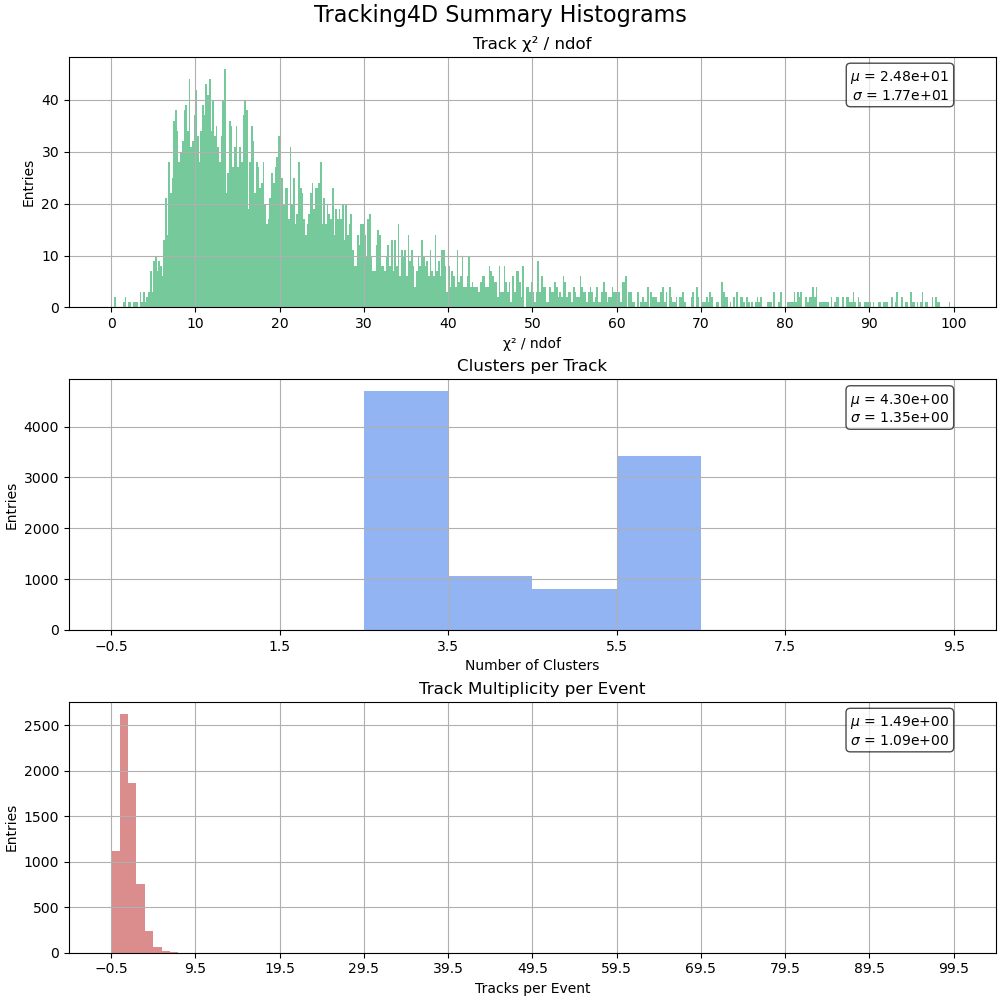 Tracking4D Summary Histograms
Track χ² / ndof
μ = 2.48e+01
σ = 1.77e+01
Entries
40
30
20
10
0
0 10 20 30 40 50 60 70 80 90 100
χ² / ndof
Clusters per Track
μ = 4.30e+00
σ = 1.35e+00
Entries
4000
3000
2000
1000
0
−0.5 1.5 3.5 5.5 7.5 9.5
Number of Clusters
Track Multiplicity per Event
μ = 1.49e+00
σ = 1.09e+00
Entries
2500
2000
1500
1000
500
0
−0.5 9.5 19.5 29.5 39.5 49.5 59.5 69.5 79.5 89.5 99.5
Tracks per Event